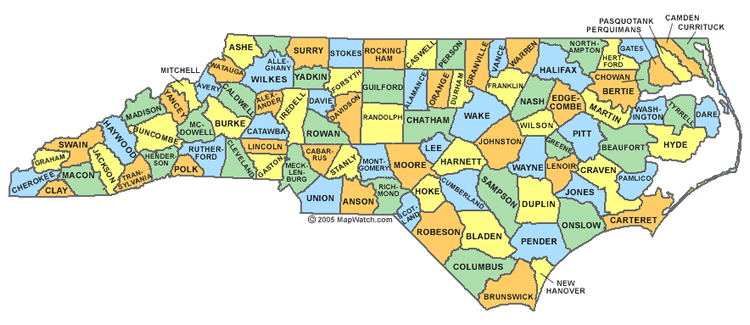 PASQUOTANK
CAMDEN
PERQUIMANS
CURRITUCK
ASHE
ALLE-
GHANY
SURRY
STOKES
ROCKING-
HAM
CASWELL
PERSON
GRANVILLE
VANCE
WARREN
NORTH-
AMPTON
HERT-
FORD
GATES
HALIFAX
MITCHELL
WATAUGA
WILKES
YADKIN
FORSYTH
GUILFORD
ALAMANCE
ORANGE
DURHAM
FRANKLIN
NASH
EDGE-
COMBE
BERTIE
CHOWAN
MARTIN
WASH-
INGTON
TYRRELL
DARE
AVERY
CALDWELL
ALEX-
ANDER
IREDELL
DAVIE
DAVIDSON
RANDOLPH
CHATHAM
WAKE
WILSON
PITT
BEAUFORT
HYDE
MADISON
YANCEY
MC-
DOWELL
BURKE
CATAWBA
ROWAN
LINCOLN
CABAR-
RUS
STANLY
MONT-
GOMERY
MOORE
LEE
HARNETT
JOHNSTON
GREENE
WAYNE
LENOIR
CRAVEN
PAMLICO
SWAIN
HAYWOOD
BUNCOMBE
HENDER-
SON
RUTHER-
FORD
CLEVELAND
GASTON
MECK-
LEN-
BURG
GRAHAM
JACKSON
CHEROKEE
MACON
CLAY
TRAN-
SYLVANIA
POLK
UNION
ANSON
RICH-
MOND
SCOT-
LAND
HOKE
CUMBERLAND
SAMPSON
DUPLIN
JONES
CARTERET
ONSLOW
ROBESON
BLADEN
PENDER
COLUMBUS
BRUNSWICK
NEW
HANOVER
© 2005 MapWatch.com